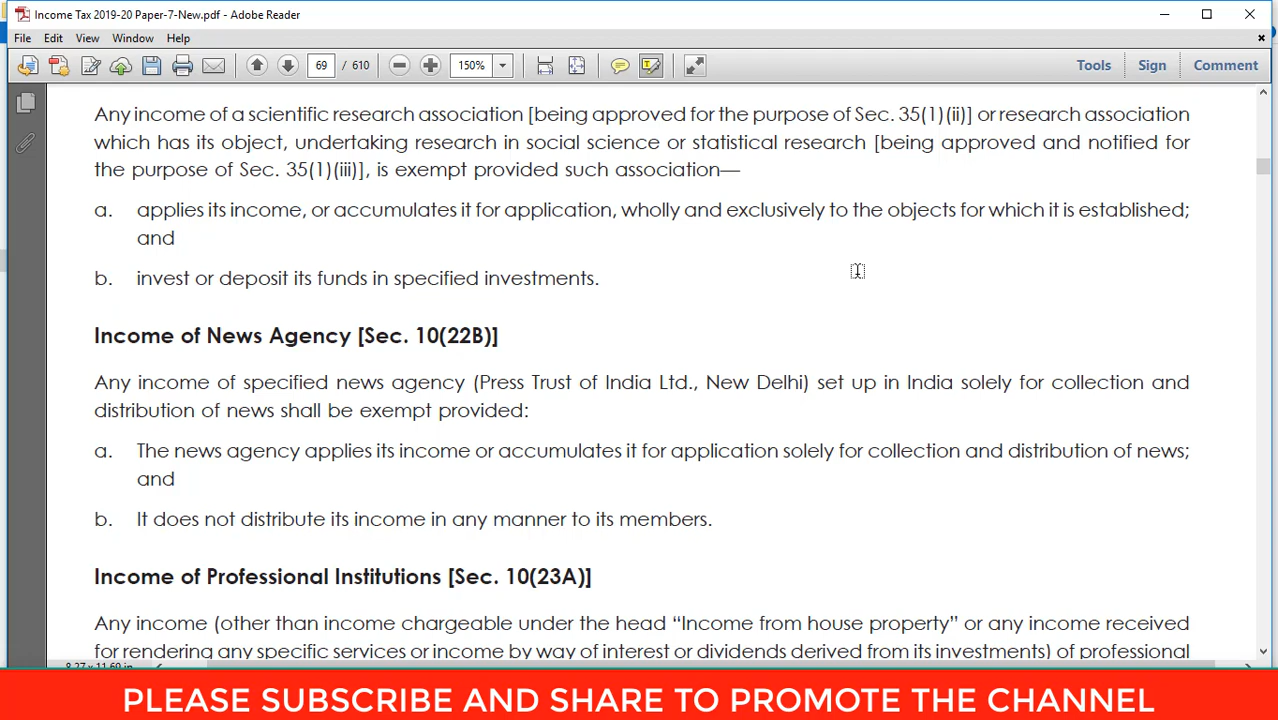 Income Tax 2019-20 Paper-7-New.pdf - Adobe Reader
File Edit View Window Help
69 / 610 150% Tools Sign Comment
Any income of a scientific research association [being approved for the purpose of Sec. 35(1)(ii)] or research association
which has its object, undertaking research in social science or statistical research [being approved and notified for
the purpose of Sec. 35(1)(iii)], is exempt provided such association—
a. applies its income, or accumulates it for application, wholly and exclusively to the objects for which it is established;
and
b. invest or deposit its funds in specified investments.
Income of News Agency [Sec. 10(22B)]
Any income of specified news agency (Press Trust of India Ltd., New Delhi) set up in India solely for collection and
distribution of news shall be exempt provided:
a. The news agency applies its income or accumulates it for application solely for collection and distribution of news;
and
b. It does not distribute its income in any manner to its members.
Income of Professional Institutions [Sec. 10(23A)]
Any income (other than income chargeable under the head “Income from house property” or any income received
for rendering any specific services or income by way of interest or dividends derived from its investments) of professional
8.27 x 11.69 in
PLEASE SUBSCRIBE AND SHARE TO PROMOTE THE CHANNEL